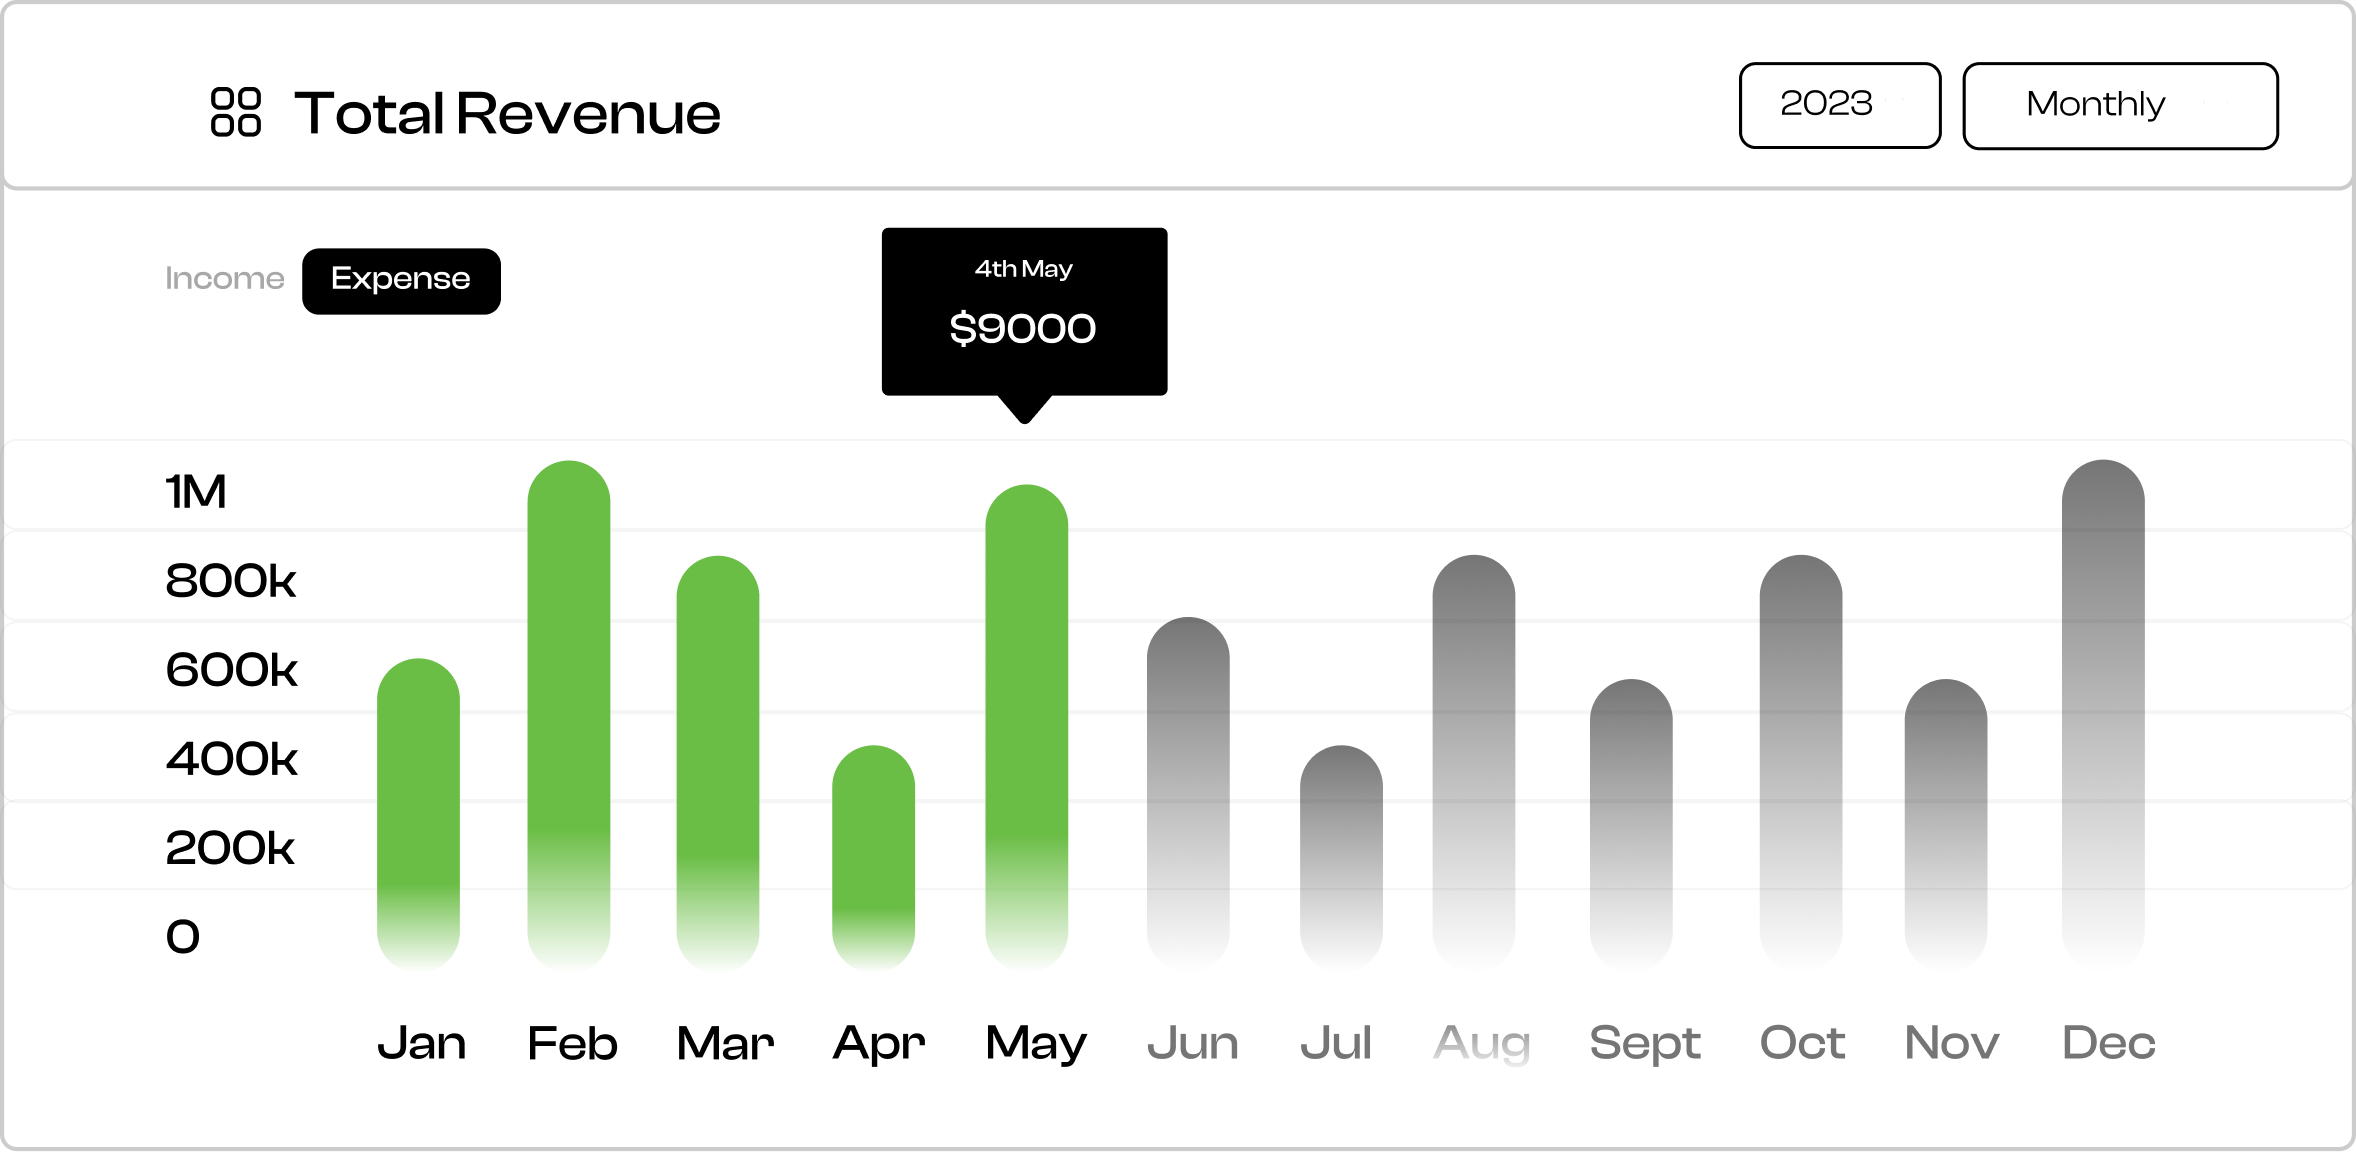 Total Revenue
2023
Monthly
Income
Expense
4th May
$9000
1M
800k
600k
400k
200k
0
Jan Feb Mar Apr May Jun Jul Aug Sept Oct Nov Dec